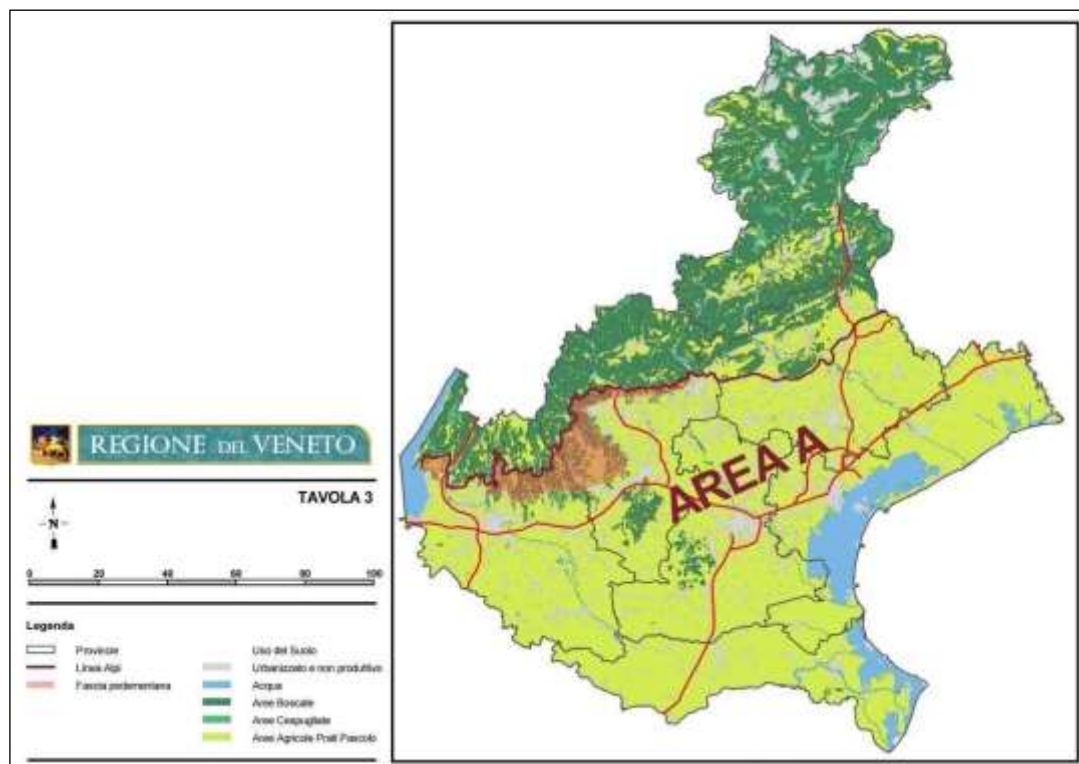 REGIONE DEL VENETO
TAVOLA 3
N
0 20 40 60 80 100
Legenda
Province
Linea Alpi
Fascia pedemontana
Uso del Suolo
Urbanizzato e non produttivo
Acqua
Aree Boscate
Aree Cespugliate
Aree Agricole Prati Pascolo
AREA A